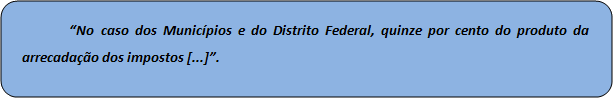 “No caso dos Municípios e do Distrito Federal, quinze por cento do produto da
arrecadação dos impostos [...]”.